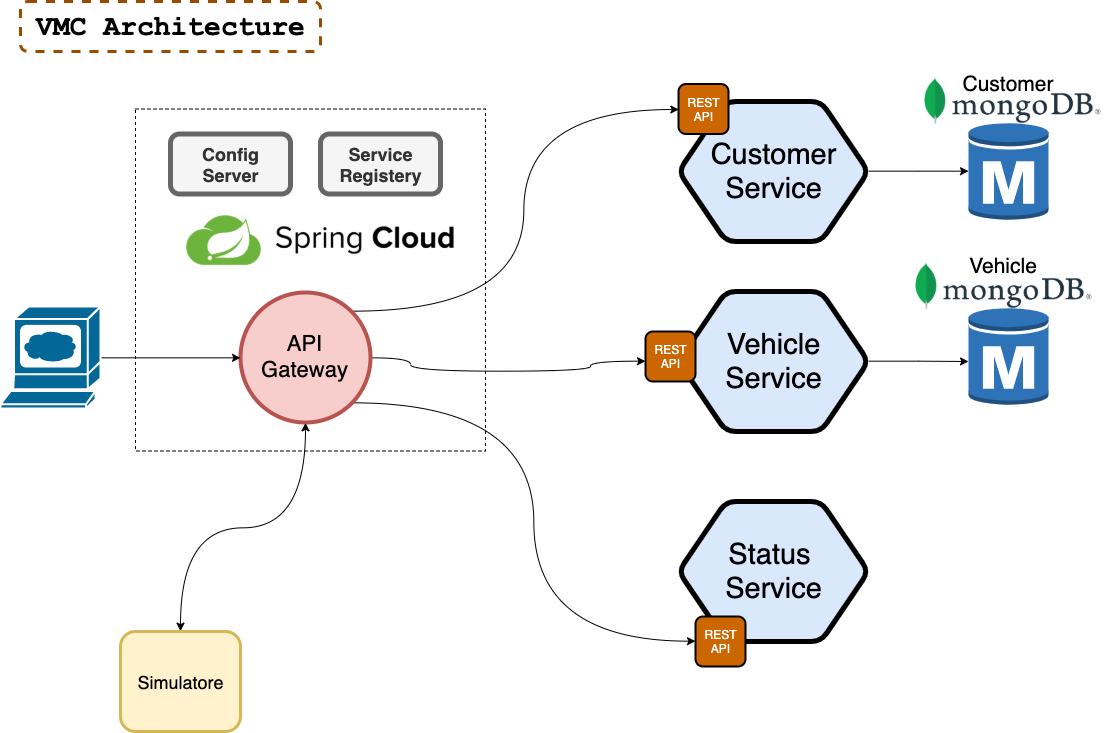 VMC Architecture
Config
Server
Service
Registery
Spring Cloud
API
Gateway
Simulatore
REST
API
Customer
Service
Customer
mongoDB®
M
REST
API
Vehicle
Service
Vehicle
mongoDB®
M
Status
Service
REST
API